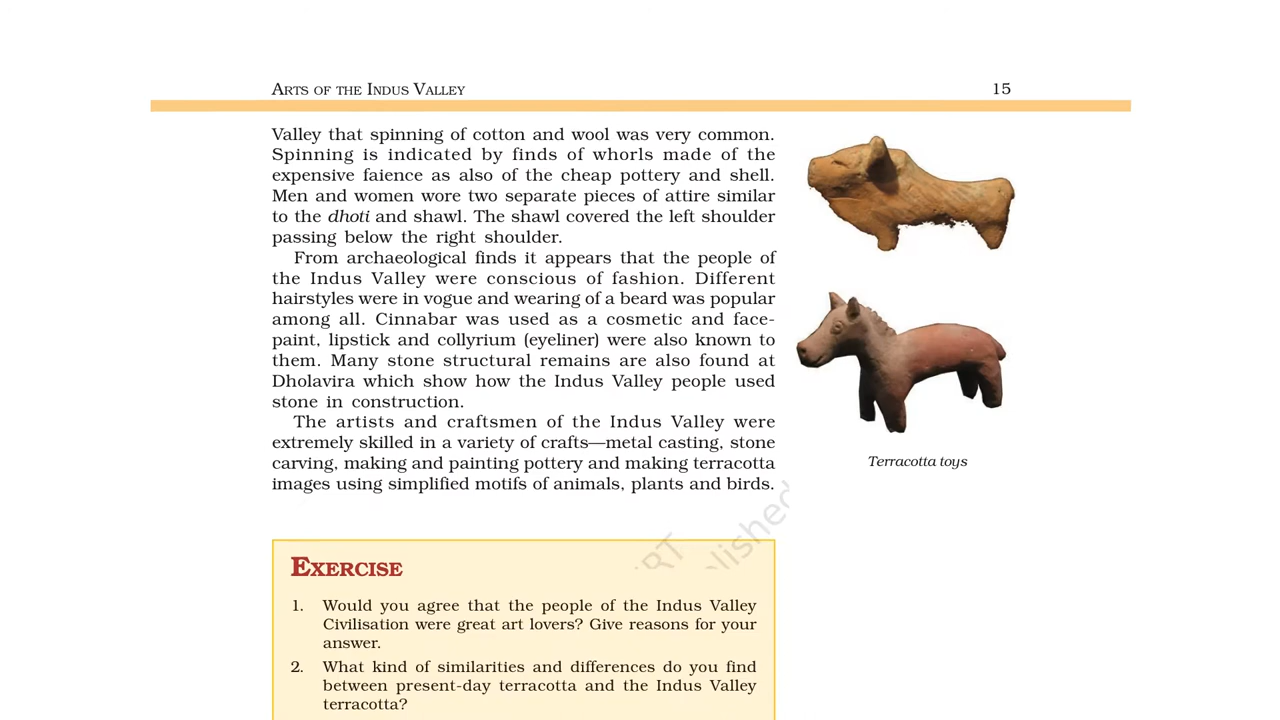 ARTS OF THE INDUS VALLEY 15
Valley that spinning of cotton and wool was very common.
Spinning is indicated by finds of whorls made of the
expensive faience as also of the cheap pottery and shell.
Men and women wore two separate pieces of attire similar
to the dhoti and shawl. The shawl covered the left shoulder
passing below the right shoulder.
From archaeological finds it appears that the people of
the Indus Valley were conscious of fashion. Different
hairstyles were in vogue and wearing of a beard was popular
among all. Cinnabar was used as a cosmetic and face-
paint, lipstick and collyrium (eyeliner) were also known to
them. Many stone structural remains are also found at
Dholavira which show how the Indus Valley people used
stone in construction.
The artists and craftsmen of the Indus Valley were
extremely skilled in a variety of crafts—metal casting, stone
carving, making and painting pottery and making terracotta
images using simplified motifs of animals, plants and birds.
Terracotta toys
EXERCISE
1. Would you agree that the people of the Indus Valley
Civilisation were great art lovers? Give reasons for your
answer.
2. What kind of similarities and differences do you find
between present-day terracotta and the Indus Valley
terracotta?